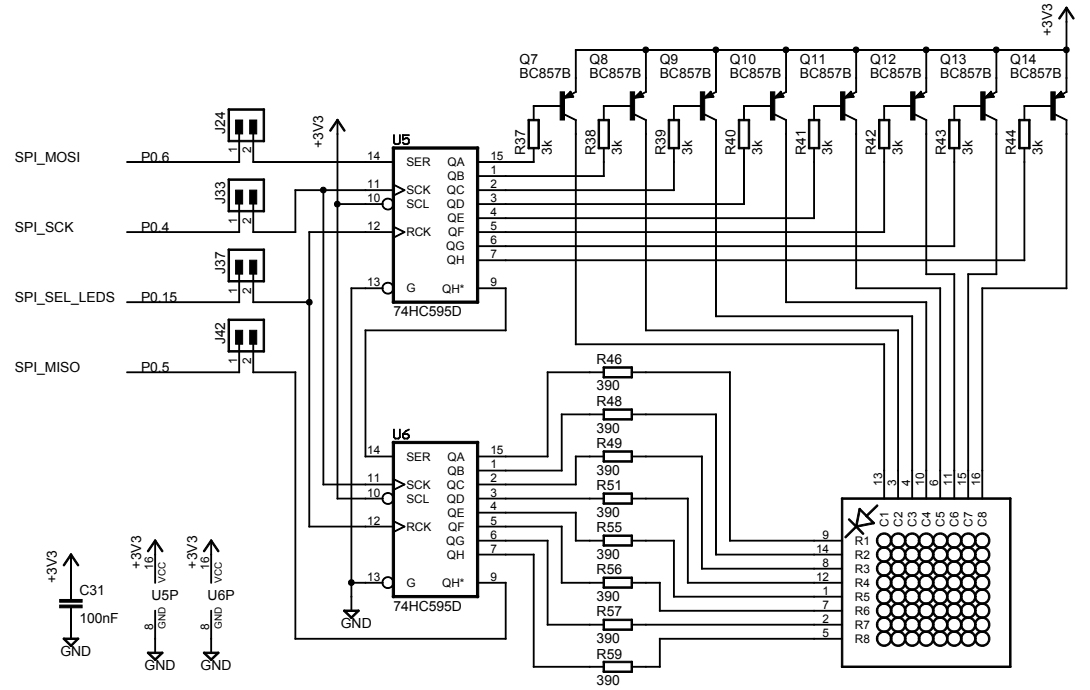 +3V3
Q7 Q8 Q9 Q10 Q11 Q12 Q13 Q14
BC857B BC857B BC857B BC857B BC857B BC857B BC857B BC857B
R37 3k R38 3k R39 3k R40 3k R41 3k R42 3k R43 3k R44 3k
J24
1 2
SPI_MOSI P0.6
J33
1 2
SPI_SCK P0.4
J37
1 2
SPI_SEL_LEDS P0.15
J42
1 2
SPI_MISO P0.5
+3V3
U5
14 SER QA 15
QB 1
11 SCK QC 2
10 SCL QD 3
QE 4
12 RCK QF 5
QG 6
QH 7
13 G QH* 9
74HC595D
U6
14 SER QA 15
QB 1
11 SCK QC 2
10 SCL QD 3
QE 4
12 RCK QF 5
QG 6
QH 7
13 G QH* 9
74HC595D
GND
R46
390
R48
390
R49
390
R51
390
R55
390
R56
390
R57
390
R59
390
13 3 4 10 6 11 15 16
C1 C2 C3 C4 C5 C6 C7 C8
9 R1
14 R2
8 R3
12 R4
1 R5
7 R6
2 R7
5 R8
+3V3
C31
100nF
GND
+3V3
16 VCC
U5P
8 GND
GND
+3V3
16 VCC
U6P
8 GND
GND